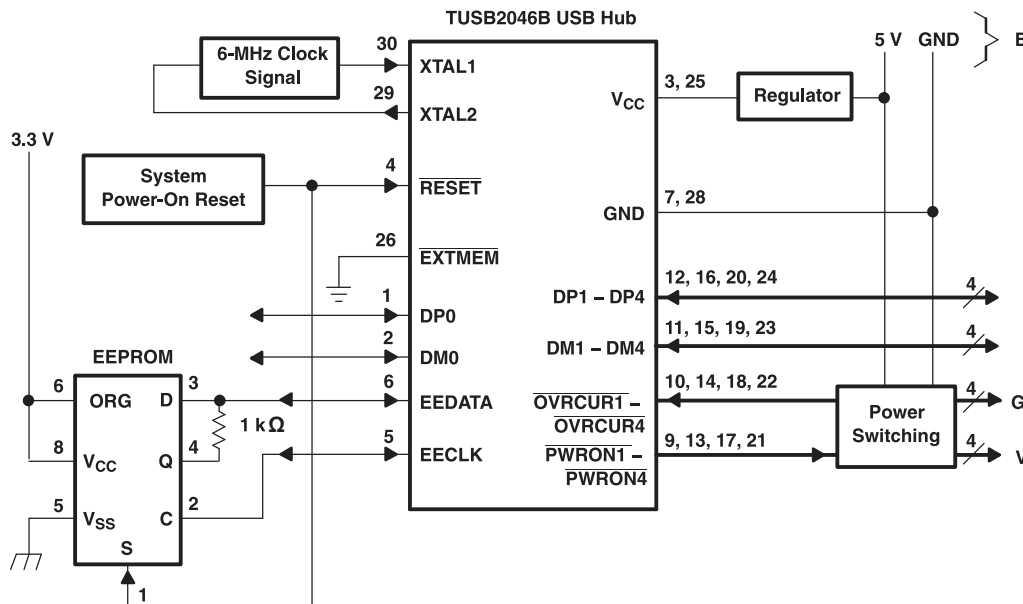 TUSB2046B USB Hub
6-MHz Clock
Signal
30
XTAL1
29
XTAL2
3.3 V
System
Power-On Reset
4
RESET
26
EXTMEM
1
DP0
2
DM0
EEPROM
6
ORG
D
3
6
EEDATA
1 kΩ
8
VCC
Q
4
5
EECLK
5
VSS
C
2
S
1
5 V GND
VCC
3, 25
Regulator
GND
7, 28
DP1 – DP4
12, 16, 20, 24
4
DM1 – DM4
11, 15, 19, 23
4
OVRCUR1 –
OVRCUR4
10, 14, 18, 22
PWRON1 –
PWRON4
9, 13, 17, 21
Power
Switching
4
G
4